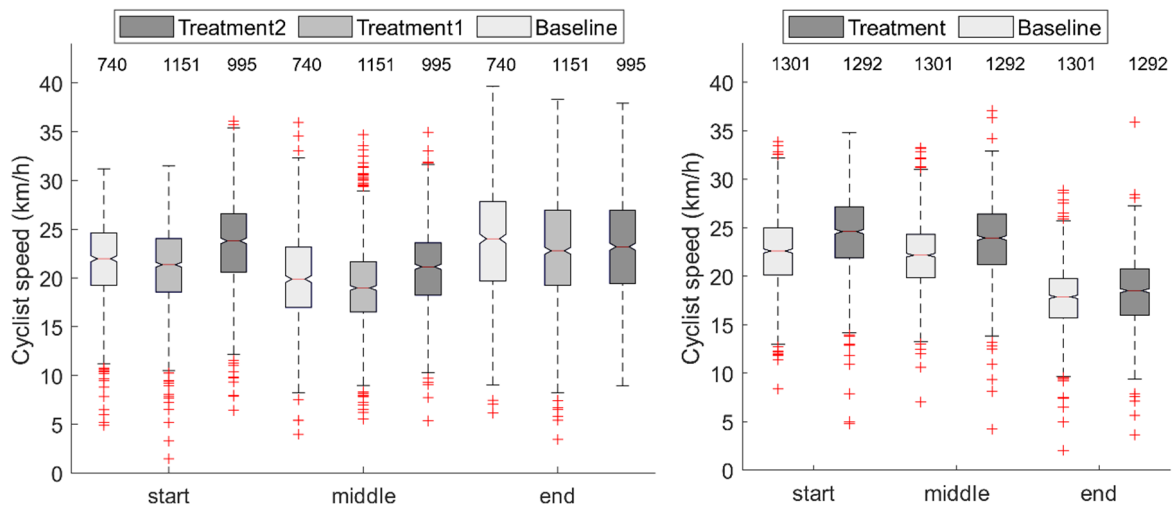 Treatment2 Treatment1 Baseline
740 1151 995 740 1151 995 740 1151 995
40
35
30
25
20
15
10
5
0
Cyclist speed (km/h)
start middle end
Treatment Baseline
1301 1292 1301 1292 1301 1292
40
35
30
25
20
15
10
5
0
Cyclist speed (km/h)
start middle end